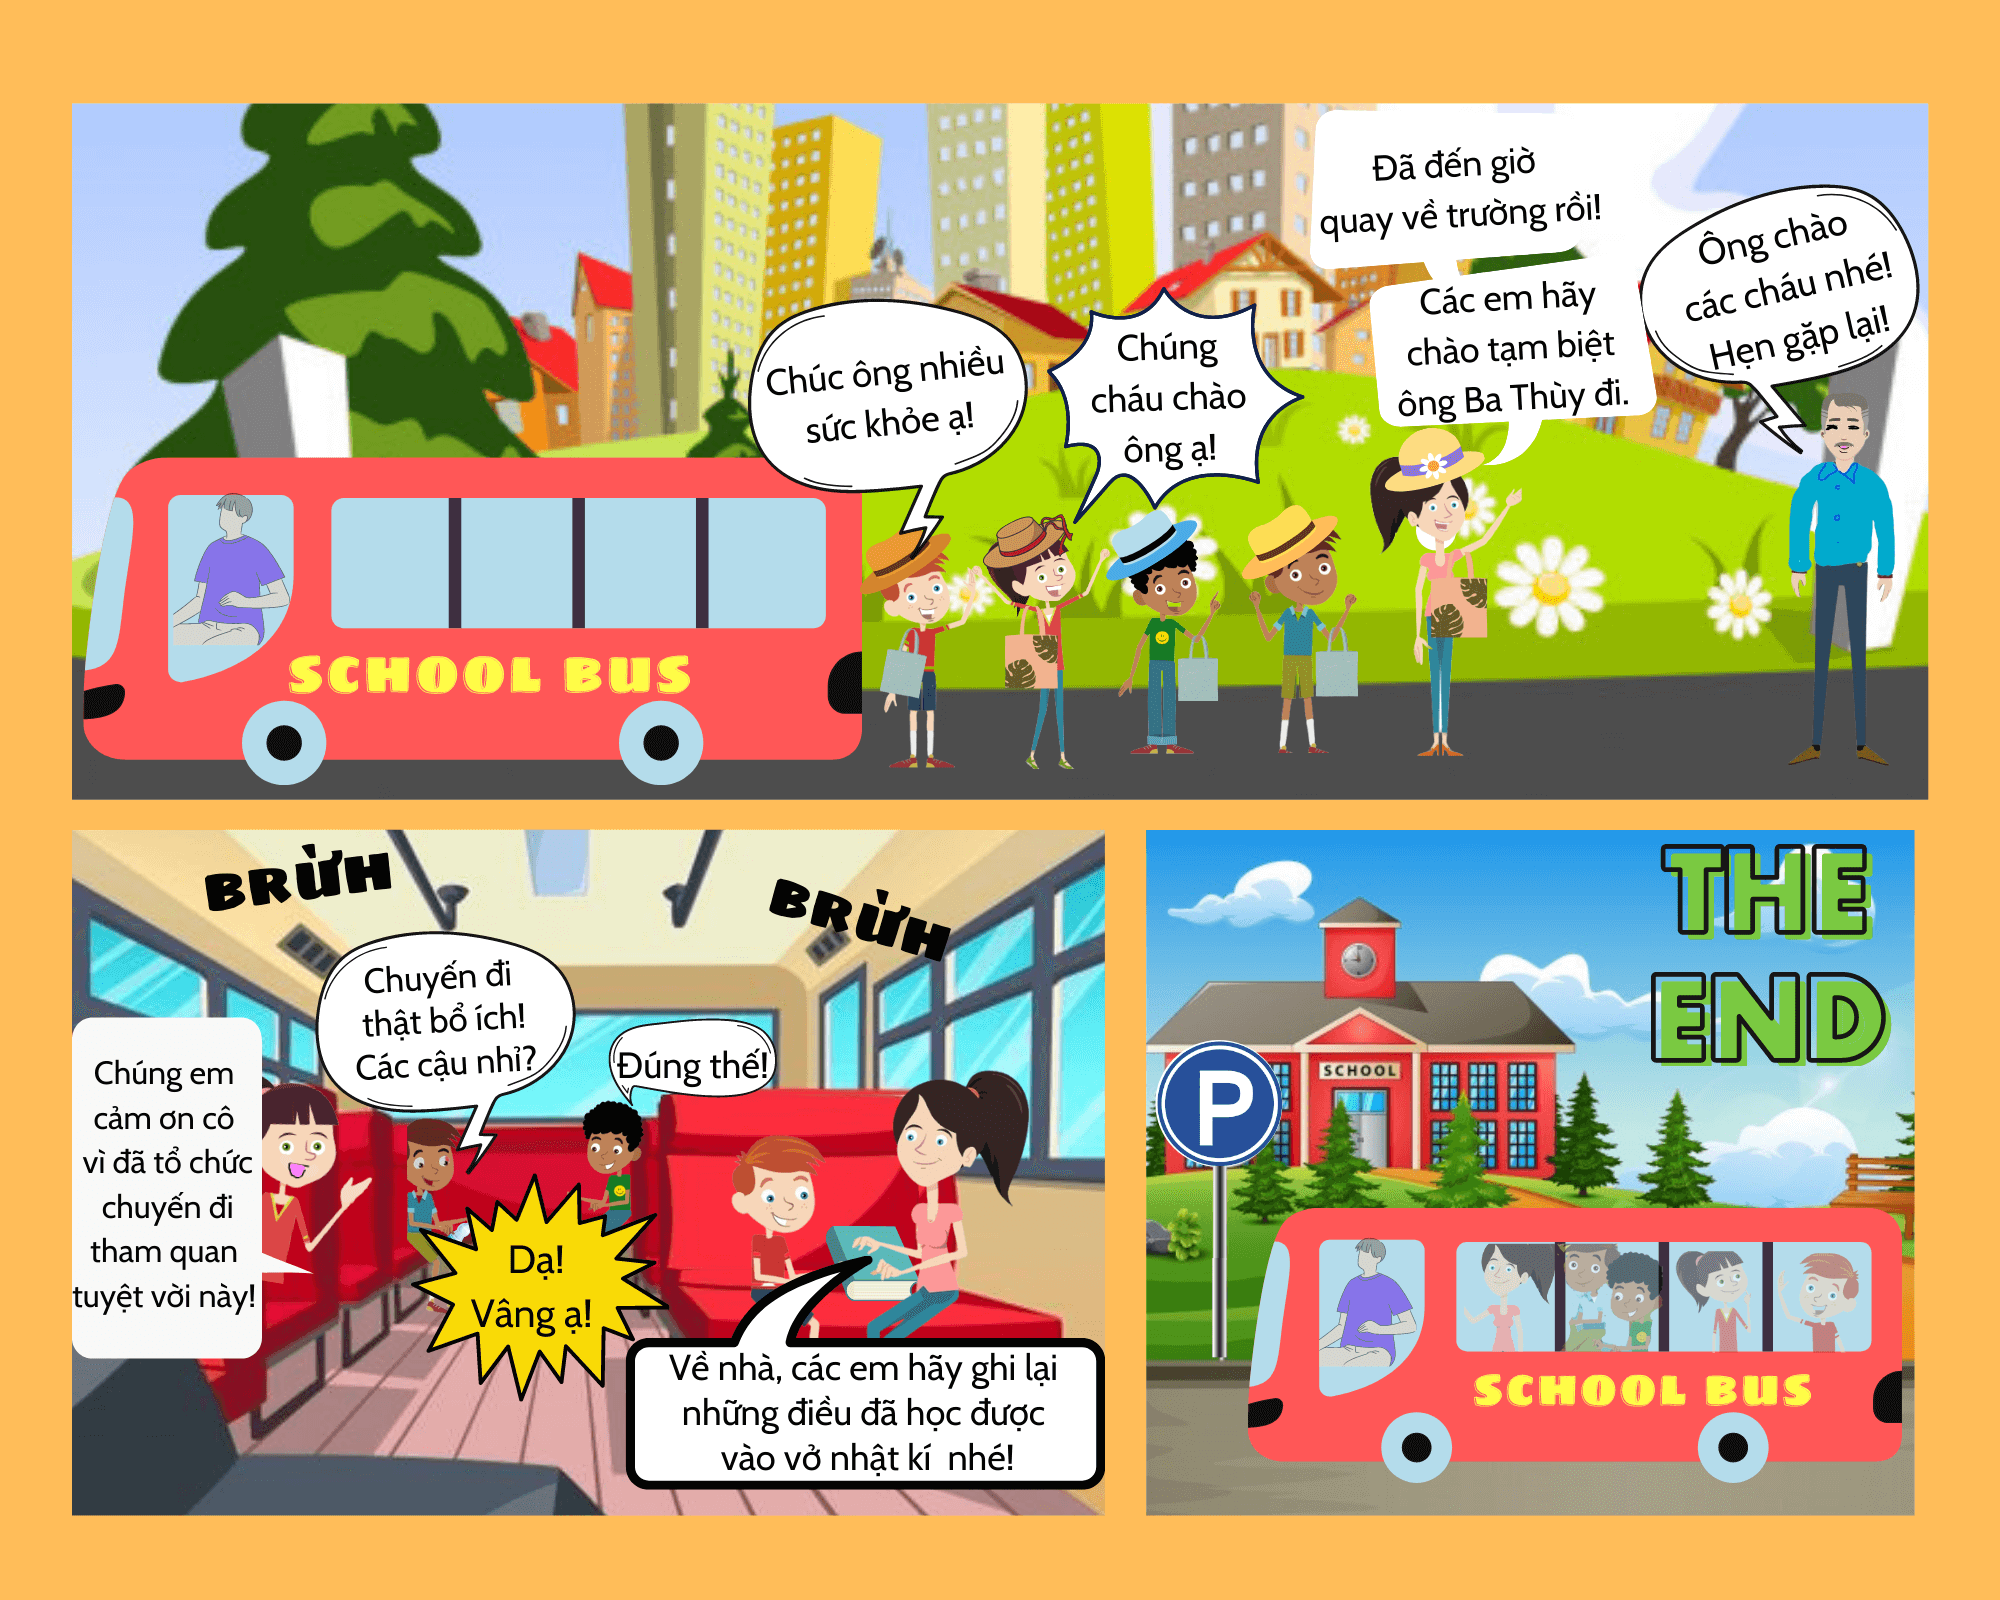 Đã đến giờ
quay về trường rồi!
Các em hãy
chào tạm biệt
ông Ba Thùy đi.
Ông chào
các cháu nhé!
Hẹn gặp lại!
Chúng
cháu chào
ông ạ!
Chúc ông nhiều
sức khỏe ạ!
SCHOOL BUS
BRỪH
BRỪH
Chúng em
cảm ơn cô
vì đã tổ chức
chuyến đi
tham quan
tuyệt vời này!
Chuyến đi
thật bổ ích!
Các cậu nhỉ?
Đúng thế!
Về nhà, các em hãy ghi lại
những điều đã học được
vào vở nhật kí nhé!
Dạ!
Vâng ạ!
THE
END
SCHOOL
P
SCHOOL BUS